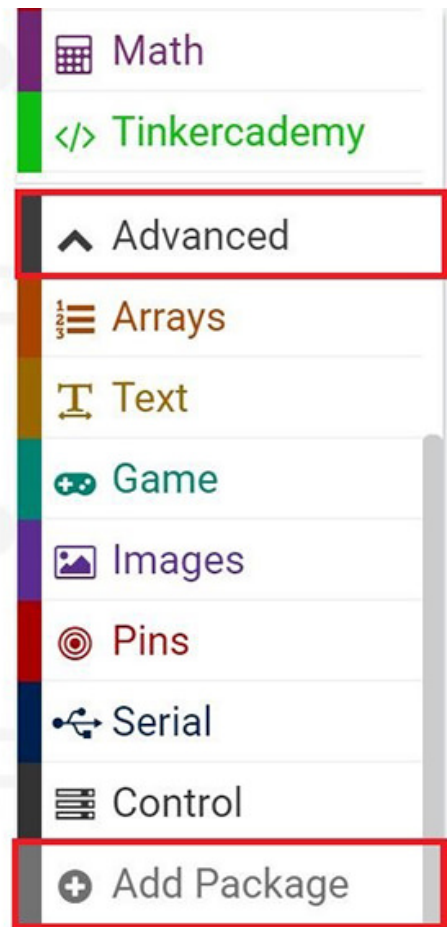 Math
</> Tinkercademy
Advanced
Arrays
Text
Game
Images
Pins
Serial
Control
Add Package